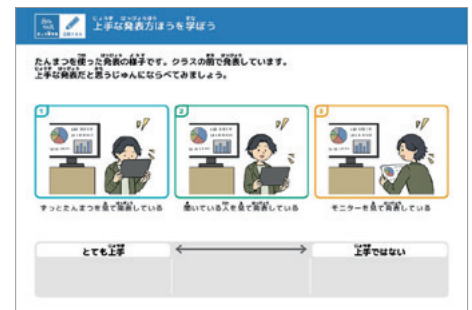 上手な発表方ほうを学ぼう
たんまつを使った発表の様子です。クラスの前で発表しています。
上手な発表だと思うじゅんにならべてみましょう。
1
2
3
ずっとたんまつを見て発表している
聞いている人を見て発表している
モニターを見て発表している
とても上手
上手ではない